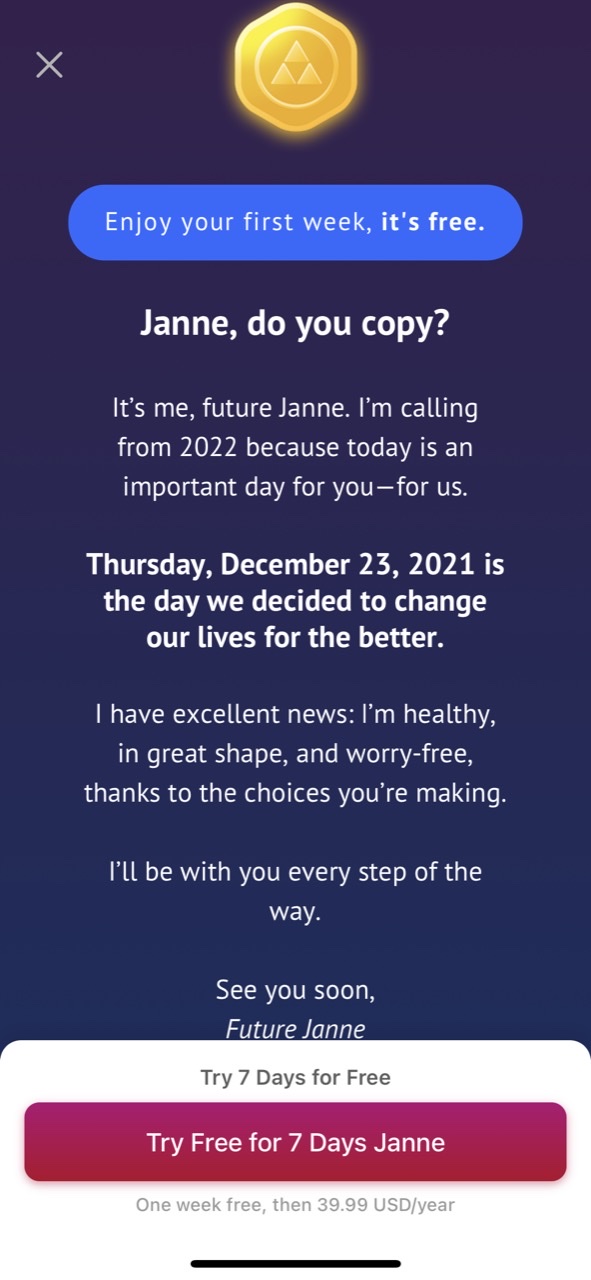 Enjoy your first week, it's free.
Janne, do you copy?
It’s me, future Janne. I’m calling
from 2022 because today is an
important day for you—for us.
Thursday, December 23, 2021 is
the day we decided to change
our lives for the better.
I have excellent news: I’m healthy,
in great shape, and worry-free,
thanks to the choices you’re making.
I’ll be with you every step of the
way.
See you soon,
Future Janne
Try 7 Days for Free
Try Free for 7 Days Janne
One week free, then 39.99 USD/year